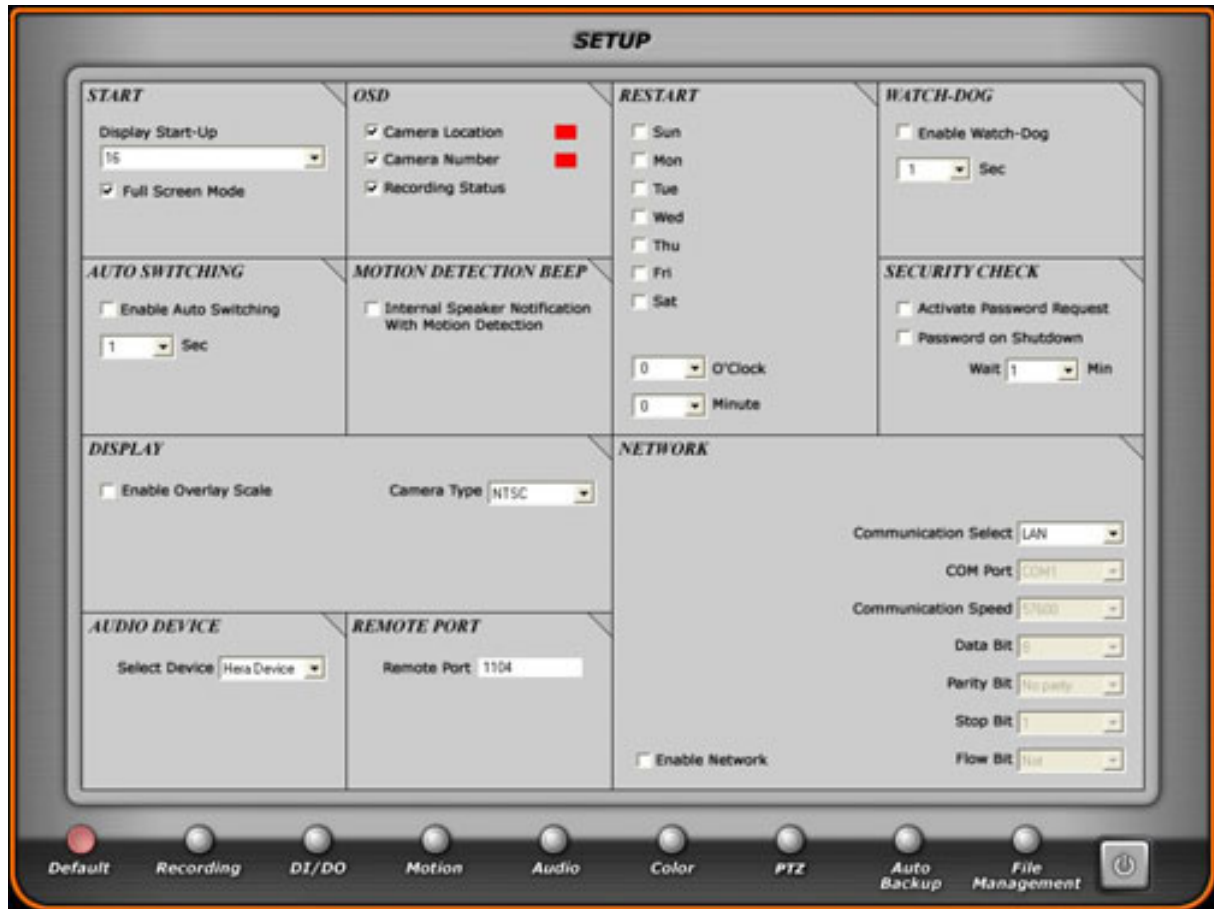 SETUP
START
Display Start-Up
16
Full Screen Mode
OSD
Camera Location
Camera Number
Recording Status
RESTART
Sun
Mon
Tue
Wed
Thu
Fri
Sat
0 O'Clock
0 Minute
WATCH-DOG
Enable Watch-Dog
1 Sec
AUTO SWITCHING
Enable Auto Switching
1 Sec
MOTION DETECTION BEEP
Internal Speaker Notification
With Motion Detection
SECURITY CHECK
Activate Password Request
Password on Shutdown
Wait 1 Min
DISPLAY
Enable Overlay Scale
Camera Type NTSC
NETWORK
Communication Select LAN
COM Port COM1
Communication Speed 57600
Data Bit 6
Parity Bit No parity
Stop Bit 1
Flow Bit
Enable Network
AUDIO DEVICE
Select Device Hera Device
REMOTE PORT
Remote Port 1104
Default
Recording
DI/DO
Motion
Audio
Color
PTZ
Auto
Backup
File
Management